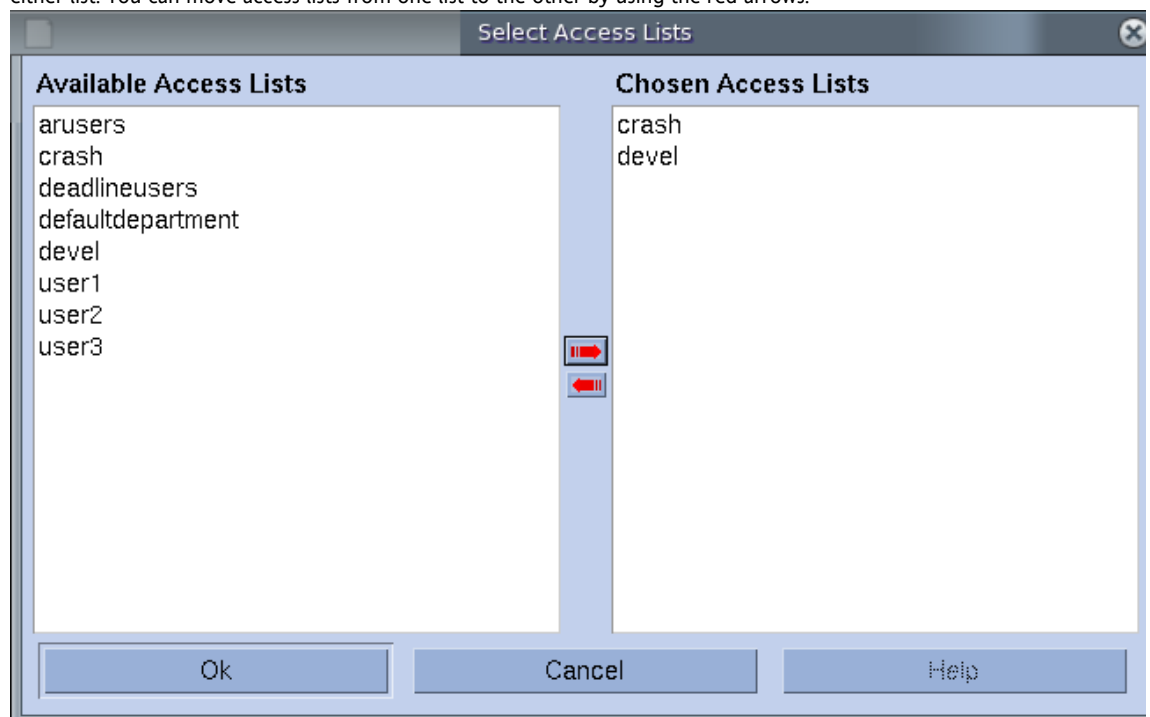 either list. You can move access lists from one list to the other by using the red arrows.
Select Access Lists
Available Access Lists
arusers
crash
deadlineusers
defaultdepartment
devel
user1
user2
user3
Chosen Access Lists
crash
devel
Ok
Cancel
Help